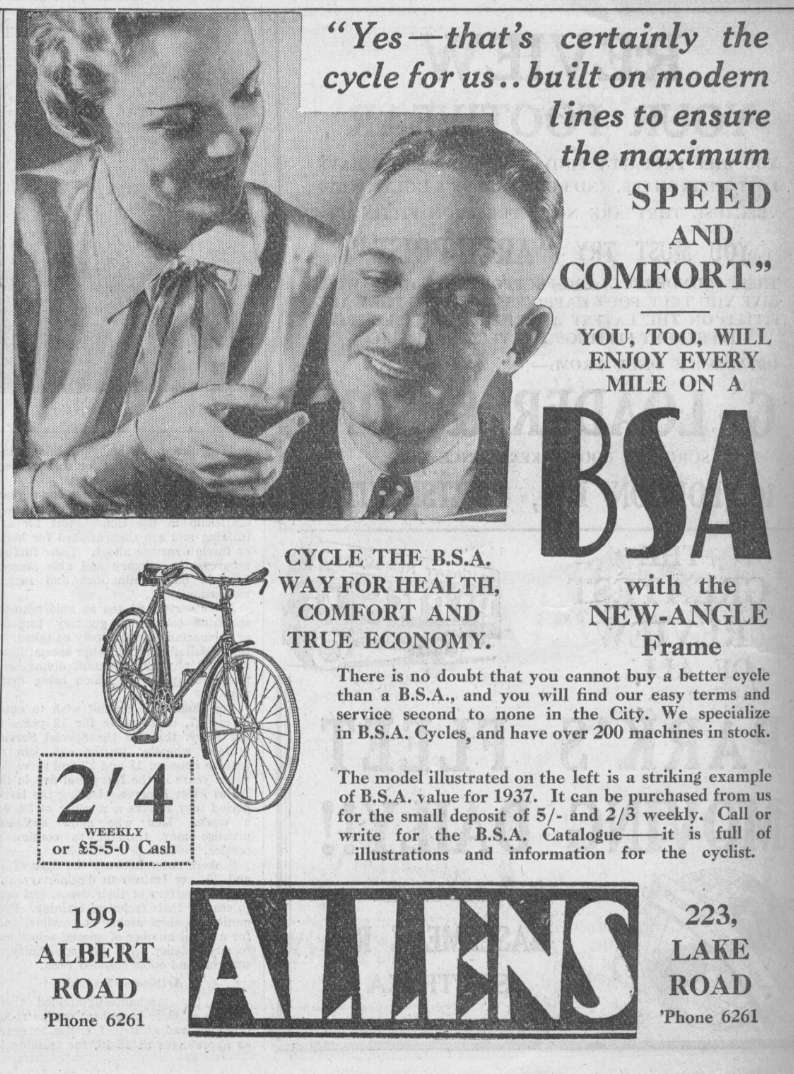 "Yes—that's certainly the
cycle for us..built on modern
lines to ensure
the maximum
SPEED
AND
COMFORT"
YOU, TOO, WILL
ENJOY EVERY
MILE ON A
BSA
with the
NEW-ANGLE
Frame
CYCLE THE B.S.A.
WAY FOR HEALTH,
COMFORT AND
TRUE ECONOMY.
There is no doubt that you cannot buy a better cycle
than a B.S.A., and you will find our easy terms and
service second to none in the City. We specialize
in B.S.A. Cycles, and have over 200 machines in stock.
The model illustrated on the left is a striking example
of B.S.A. value for 1937. It can be purchased from us
for the small deposit of 5/- and 2/3 weekly. Call or
write for the B.S.A. Catalogue——it is full of
illustrations and information for the cyclist.
2'4
WEEKLY
or £5-5-0 Cash
199,
ALBERT
ROAD
'Phone 6261
ALLENS
223,
LAKE
ROAD
'Phone 6261